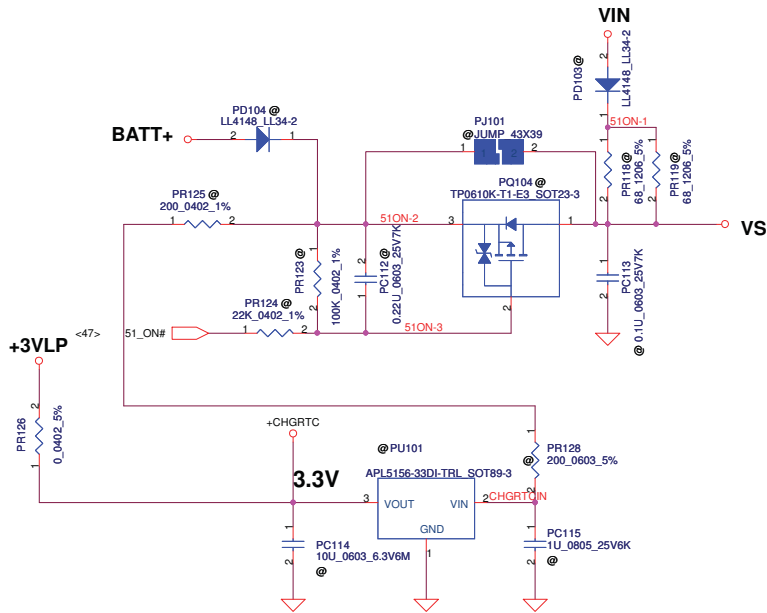 VIN
2
PD103@
LL4148_LL34-2
1
51ON-1
PD104 @
LL4148_LL34-2
BATT+
2
1
PJ101
@
JUMP_43X39
1
1
2
2
1
PR118@
68_1206_5%
2
1
PR119@
68_1206_5%
2
PR125 @
200_0402_1%
1
2
51ON-2
PQ104 @
TP0610K-T1-E3_SOT23-3
3
1
2
VS
1
PR123@
100K_0402_1%
2
2
PC112@
0.22U_0603_25V7K
1
1
PC113
2
@ 0.1U_0603_25V7K
PR124 @
22K_0402_1%
<47>
51_ON#
1
2
51ON-3
+3VLP
2
PR126
0_0402_5%
1
+CHGRTC
3.3V
@ PU101
APL5156-33DI-TRL_SOT89-3
3
VOUT
VIN
2
GND
1
CHGRTCIN
1
PR128
@
200_0603_5%
2
1
PC114
10U_0603_6.3V6M
2
@
1
PC115
1U_0805_25V6K
2
@